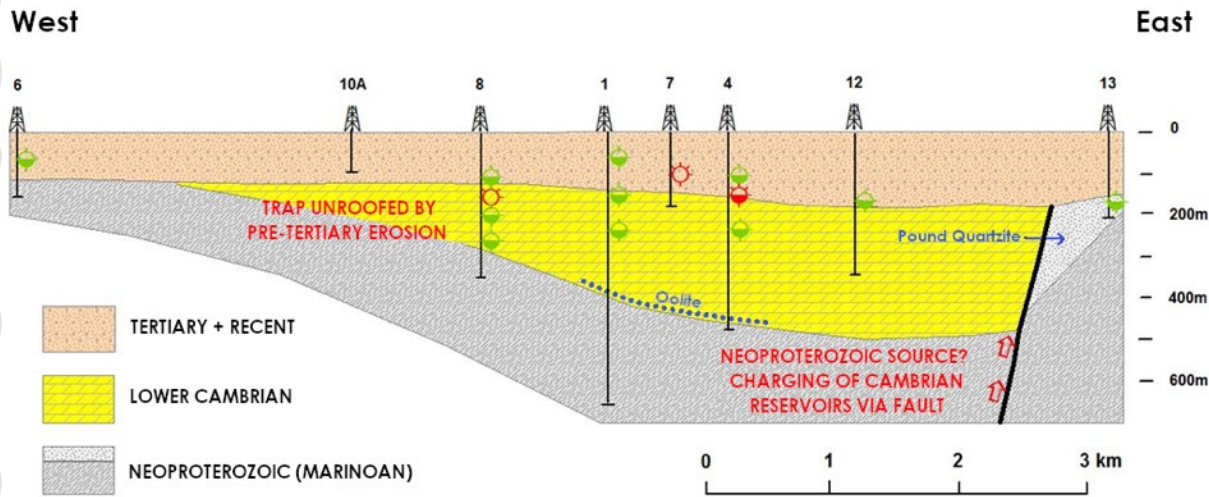 West
East
6
10A
8
1
7
4
12
13
0
200m
400m
600m
TRAP UNROOFED BY
PRE-TERTIARY EROSION
Pound Quartzite
Oolite
NEOPROTEROZOIC SOURCE?
CHARGING OF CAMBRIAN
RESERVOIRS VIA FAULT
TERTIARY + RECENT
LOWER CAMBRIAN
NEOPROTEROZOIC (MARINOAN)
0
1
2
3 km